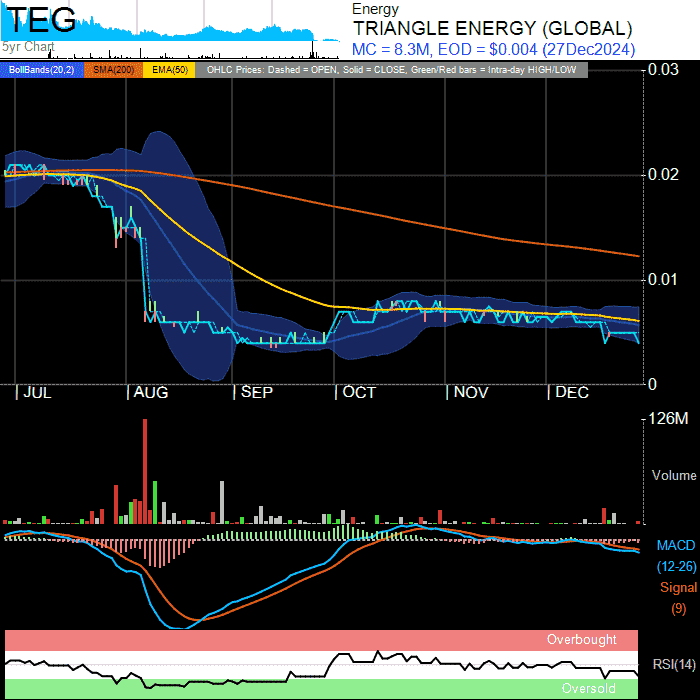 TEG
5yr Chart
Energy
TRIANGLE ENERGY (GLOBAL)
MC = 8.3M, EOD = $0.004 (27Dec2024)
BollBands(20,2) SMA(200) EMA(50) OHLC Prices: Dashed = OPEN, Solid = CLOSE, Green/Red bars = Intra-day HIGH/LOW
0.03
0.02
0.01
0
JUL AUG SEP OCT NOV DEC
126M
Volume
MACD
(12-26)
Signal
(9)
Overbought
RSI(14)
Oversold